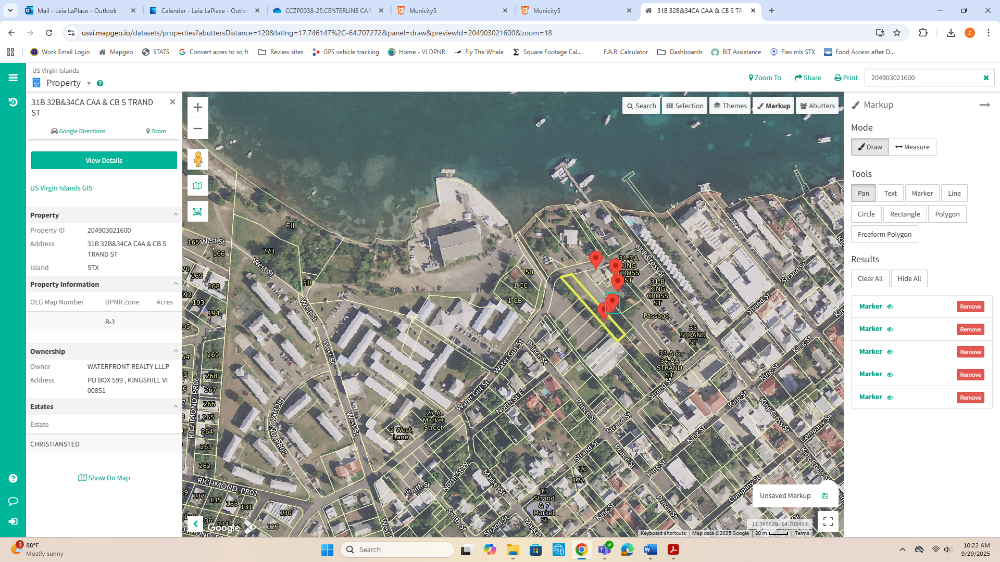 Mail - Leia LaPlace - Outlook
Calendar - Leia LaPlace - Outloo
CCZP0038-25.CENTERLINE CAR
Municity5
Municity5
31B 32B&34CA CAA & CB S TRA
usvi.mapgeo.io/datasets/properties?abuttersDistance=120&latlng=17.746147%2C-64.707272&panel=draw&previewId=204903021600&zoom=18
Z
Work Email Login
Mapgeo
STATS
Convert acres to sq ft
Review sites
GPS vehicle tracking
Home - VI DPNR
Fly The Whale
Square Footage Cal...
F.A.R. Calculator
Dashboards
BIT Assistance
Flex mls STX
Food Access after D...
US Virgin Islands
Property
Zoom To
Share
Print
204903021600
31B 32B&34CA CAA & CB S TRAND
ST
Google Directions
Zoom
View Details
US Virgin Islands GIS
Property
Property ID 204903021600
Address 31B 32B&34CA CAA & CB S
TRAND ST
Island STX
Property Information
OLG Map Number DPNR Zone Acres
R-3
Ownership
Owner WATERFRONT REALTY LLLP
Address PO BOX 599 , KINGSHILL VI
00851
Estates
Estate
CHRISTIANSTED
Show On Map
Search
Selection
Themes
Markup
Abutters
Fill
165
West St
166
273
West St
169
168
193
194
Fill
West St
West St
West St
269
268
267
266
265
264
263
262
RICHMOND_PR06
RICHMOND_PR07
RICHMOND_PR01
137
135
133
131
134
130
129
50
1 CC
1 CB
31-DA
KING
CROSS
ST
King Cross St
31-B
KING
CROSS
ST
Passage
35
STRAND
ST
33-A &
34-AA
STRAND
ST
Strand St
Strand St
King St
King St
King St
King St
King St
King St
King Cross St
King Cross S
Company St
Company St
Water Gut St
Water Gut St
Prince St
Prince St
Prince St
Prince St
North St E
North St W
Strand St
Strand St
Strand St
Strand St
27-A
Market
Street
2 West
Lane
Smith St
Smith St
Market St
11
12A
13
Strand
& 7
Market
St
Google
Unsaved Markup
17.745529, -64.705453
Keyboard shortcuts
Map data ©2025 Google
20 m
Terms
Markup
Mode
Draw
Measure
Tools
Pan
Text
Marker
Line
Circle
Rectangle
Polygon
Freeform Polygon
Results
Clear All
Hide All
Marker Remove
Marker Remove
Marker Remove
Marker Remove
Marker Remove
3
88°F
Mostly sunny
Search
10:22 AM
9/29/2025